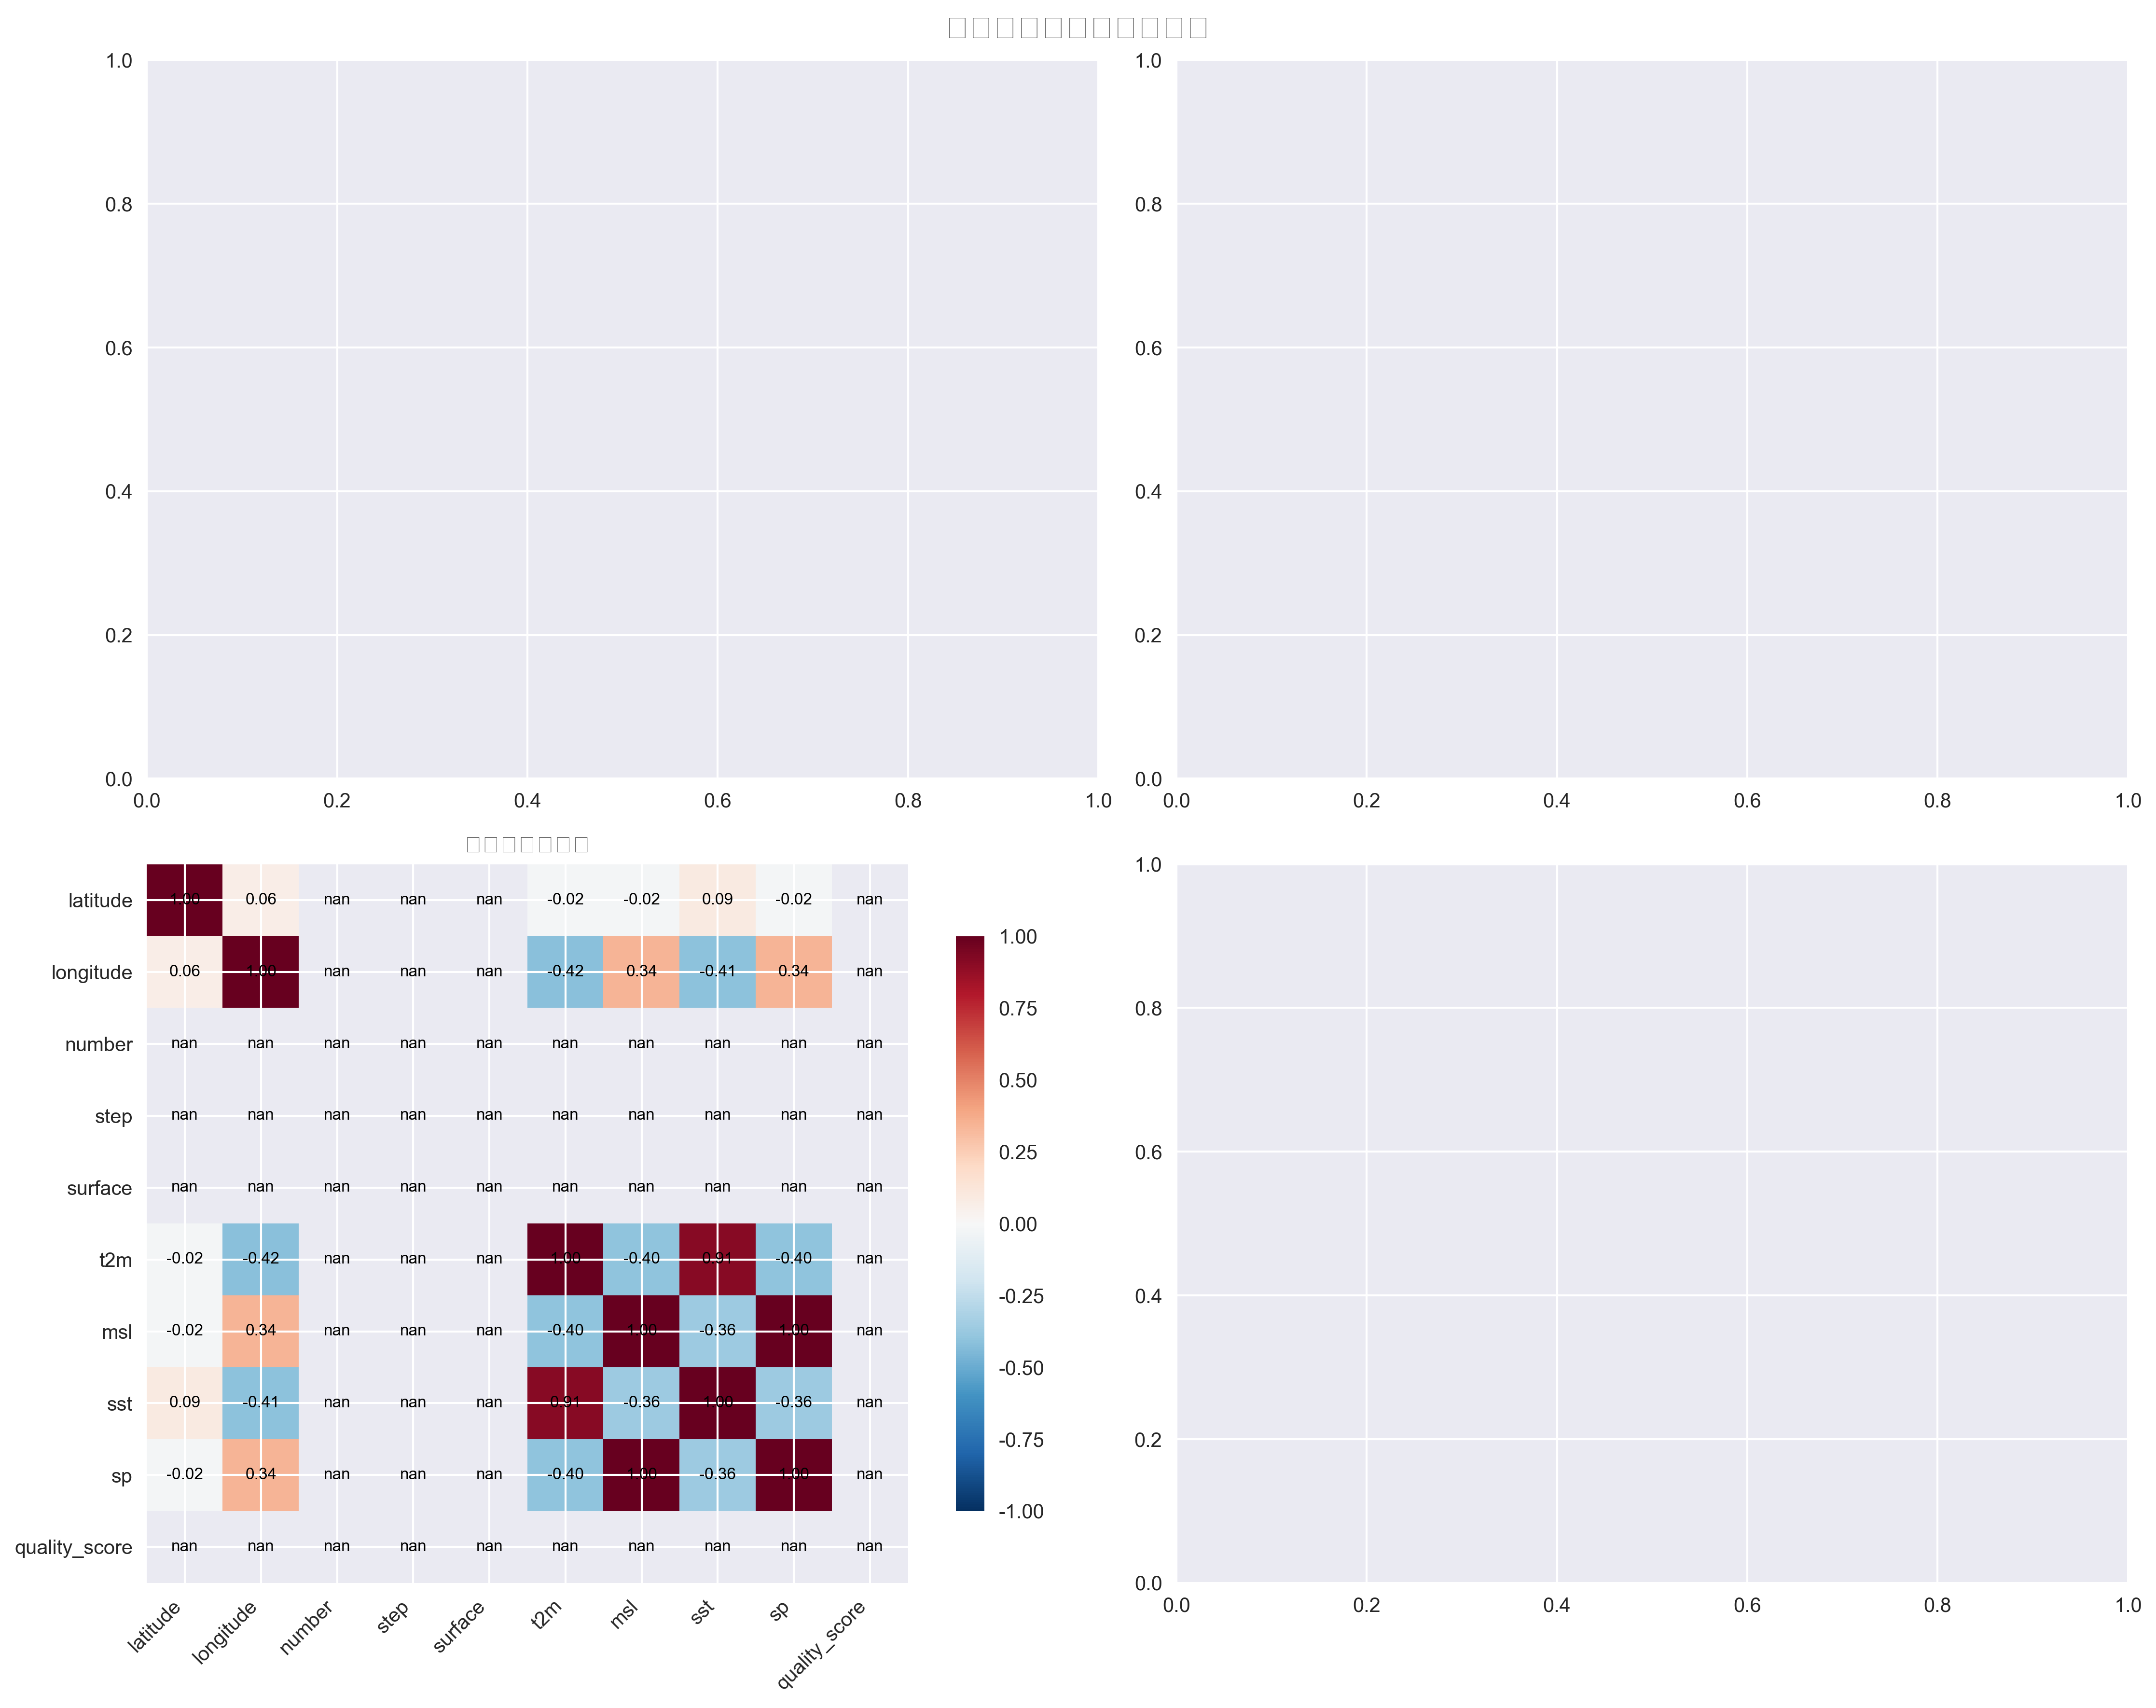 1.0
0.8
0.6
0.4
0.2
0.0
0.0 0.2 0.4 0.6 0.8 1.0
1.0
0.8
0.6
0.4
0.2
0.0
0.0 0.2 0.4 0.6 0.8 1.0
latitude 1.00 0.06 nan nan nan -0.02 -0.02 0.09 -0.02 nan
longitude 0.06 1.00 nan nan nan -0.42 0.34 -0.41 0.34 nan
number nan nan nan nan nan nan nan nan nan nan
step nan nan nan nan nan nan nan nan nan nan
surface nan nan nan nan nan nan nan nan nan nan
t2m -0.02 -0.42 nan nan nan 1.00 -0.40 0.91 -0.40 nan
msl -0.02 0.34 nan nan nan -0.40 1.00 -0.36 1.00 nan
sst 0.09 -0.41 nan nan nan 0.91 -0.36 1.00 -0.36 nan
sp -0.02 0.34 nan nan nan -0.40 1.00 -0.36 1.00 nan
quality_score nan nan nan nan nan nan nan nan nan nan
latitude longitude number step surface t2m msl sst sp quality_score
1.00
0.75
0.50
0.25
0.00
-0.25
-0.50
-0.75
-1.00
1.0
0.8
0.6
0.4
0.2
0.0
0.0 0.2 0.4 0.6 0.8 1.0